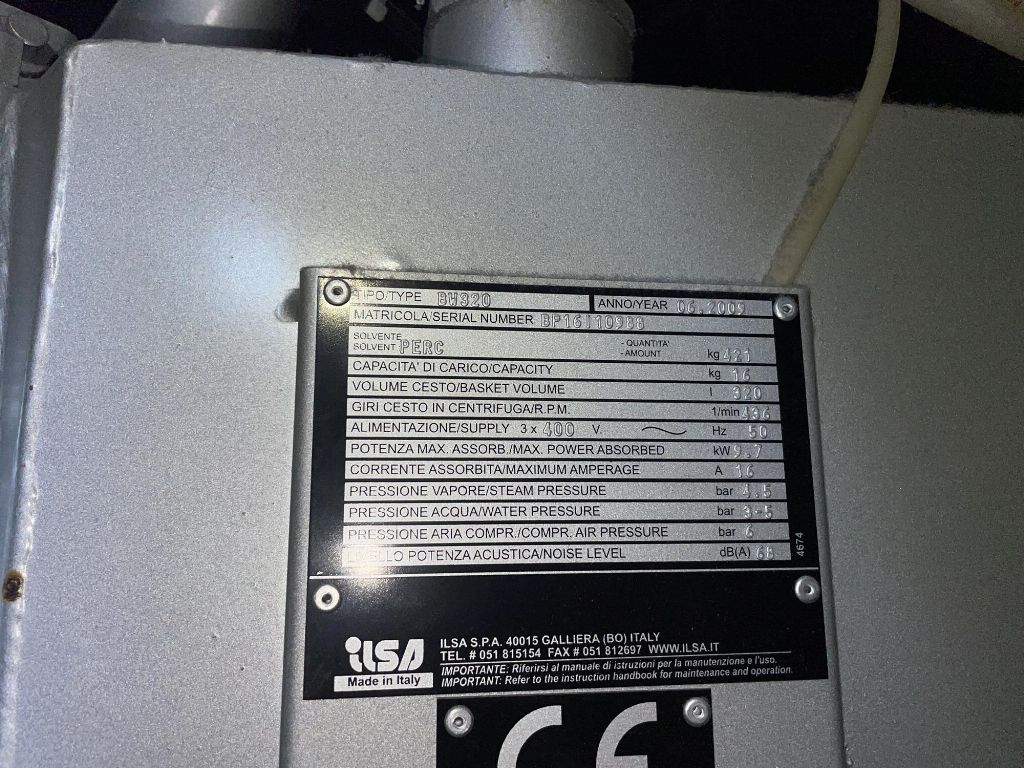 TIPO/TYPE BW320 ANNO/YEAR 06.2009
MATRICOLA/SERIAL NUMBER
SOLVENTE
SOLVENT PERC - QUANTITA'
- AMOUNT kg 421
CAPACITA' DI CARICO/CAPACITY kg 16
VOLUME CESTO/BASKET VOLUME l 320
GIRI CESTO IN CENTRIFUGA/R.P.M. 1/min 436
ALIMENTAZIONE/SUPPLY 3 x 400 V. Hz 50
POTENZA MAX. ASSORB./MAX. POWER ABSORBED kW 9.7
CORRENTE ASSORBITA/MAXIMUM AMPERAGE A 16
PRESSIONE VAPORE/STEAM PRESSURE bar 4.5
PRESSIONE ACQUA/WATER PRESSURE bar 3-5
PRESSIONE ARIA COMPR./COMPR. AIR PRESSURE bar 6
LIVELLO POTENZA ACUSTICA/NOISE LEVEL dB(A)
4674
ilsa
Made in Italy
ILSA S.P.A. 40015 GALLIERA (BO) ITALY
TEL. # 051 815154 FAX # 051 812697 WWW.ILSA.IT
IMPORTANTE: Riferirsi al manuale di istruzioni per la manutenzione e l'uso.
IMPORTANT: Refer to the instruction handbook for maintenance and operation.
CE